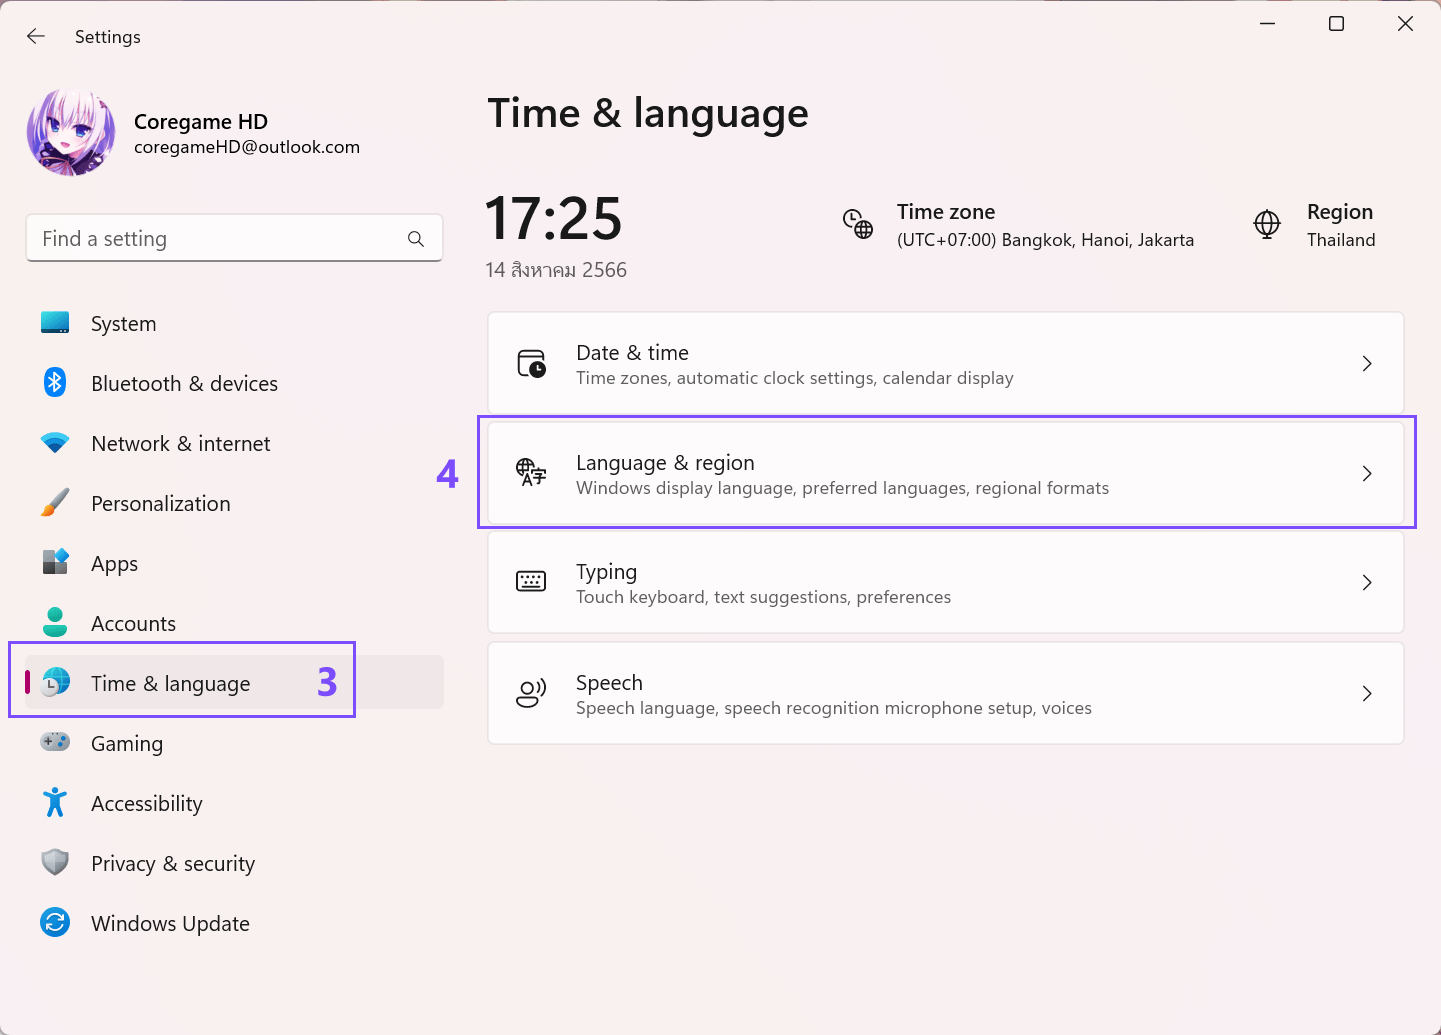 Settings
Coregame HD
coregameHD@outlook.com
Find a setting
System
Bluetooth & devices
Network & internet
Personalization
Apps
Accounts
Time & language
3
Gaming
Accessibility
Privacy & security
Windows Update
Time & language
17:25
14 สิงหาคม 2566
Time zone
(UTC+07:00) Bangkok, Hanoi, Jakarta
Region
Thailand
Date & time
Time zones, automatic clock settings, calendar display
4
Language & region
Windows display language, preferred languages, regional formats
Typing
Touch keyboard, text suggestions, preferences
Speech
Speech language, speech recognition microphone setup, voices